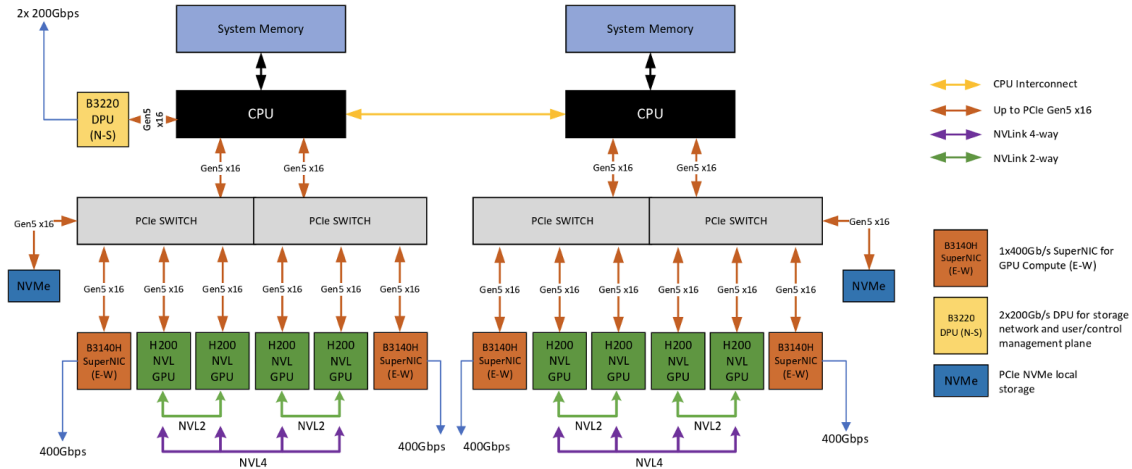 2x 200Gbps
System Memory
System Memory
B3220
DPU
(N-S)
Gen5
x16
CPU
CPU
CPU Interconnect
Up to PCIe Gen5 x16
NVLink 4-way
NVLink 2-way
Gen5 x16
Gen5 x16
Gen5 x16
Gen5 x16
Gen5 x16
PCIe SWITCH
PCIe SWITCH
PCIe SWITCH
PCIe SWITCH
Gen5 x16
NVMe
Gen5 x16
Gen5 x16
Gen5 x16
Gen5 x16
Gen5 x16
Gen5 x16
Gen5 x16
Gen5 x16
Gen5 x16
Gen5 x16
Gen5 x16
Gen5 x16
NVMe
B3140H
SuperNIC
(E-W)
H200
NVL
GPU
H200
NVL
GPU
H200
NVL
GPU
H200
NVL
GPU
B3140H
SuperNIC
(E-W)
B3140H
SuperNIC
(E-W)
H200
NVL
GPU
H200
NVL
GPU
H200
NVL
GPU
H200
NVL
GPU
B3140H
SuperNIC
(E-W)
NVL2
NVL2
NVL2
NVL2
400Gbps
400Gbps
400Gbps
400Gbps
NVL4
NVL4
B3140H
SuperNIC
(E-W)
1x400Gb/s SuperNIC for
GPU Compute (E-W)
B3220
DPU (N-S)
2x200Gb/s DPU for storage
network and user/control
management plane
NVMe
PCIe NVMe local
storage